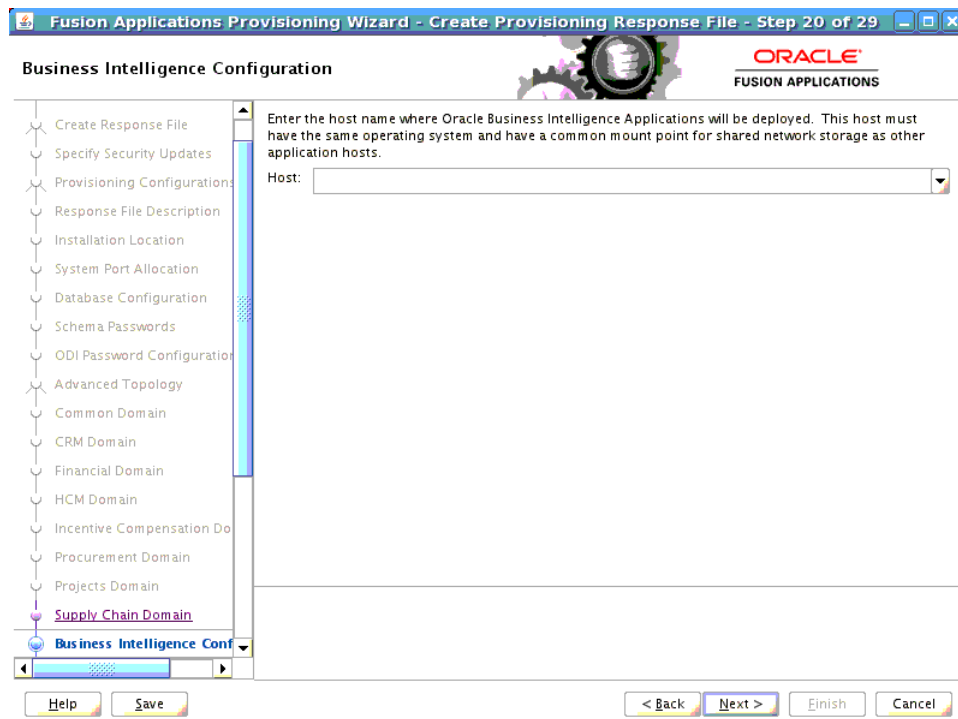 Fusion Applications Provisioning Wizard - Create Provisioning Response File - Step 20 of 29
Business Intelligence Configuration
ORACLE
FUSION APPLICATIONS
Create Response File
Specify Security Updates
Provisioning Configurations
Response File Description
Installation Location
System Port Allocation
Database Configuration
Schema Passwords
ODI Password Configuration
Advanced Topology
Common Domain
CRM Domain
Financial Domain
HCM Domain
Incentive Compensation Do
Procurement Domain
Projects Domain
Supply Chain Domain
Business Intelligence Conf
Enter the host name where Oracle Business Intelligence Applications will be deployed. This host must
have the same operating system and have a common mount point for shared network storage as other
application hosts.
Host:
Help
Save
< Back
Next >
Finish
Cancel